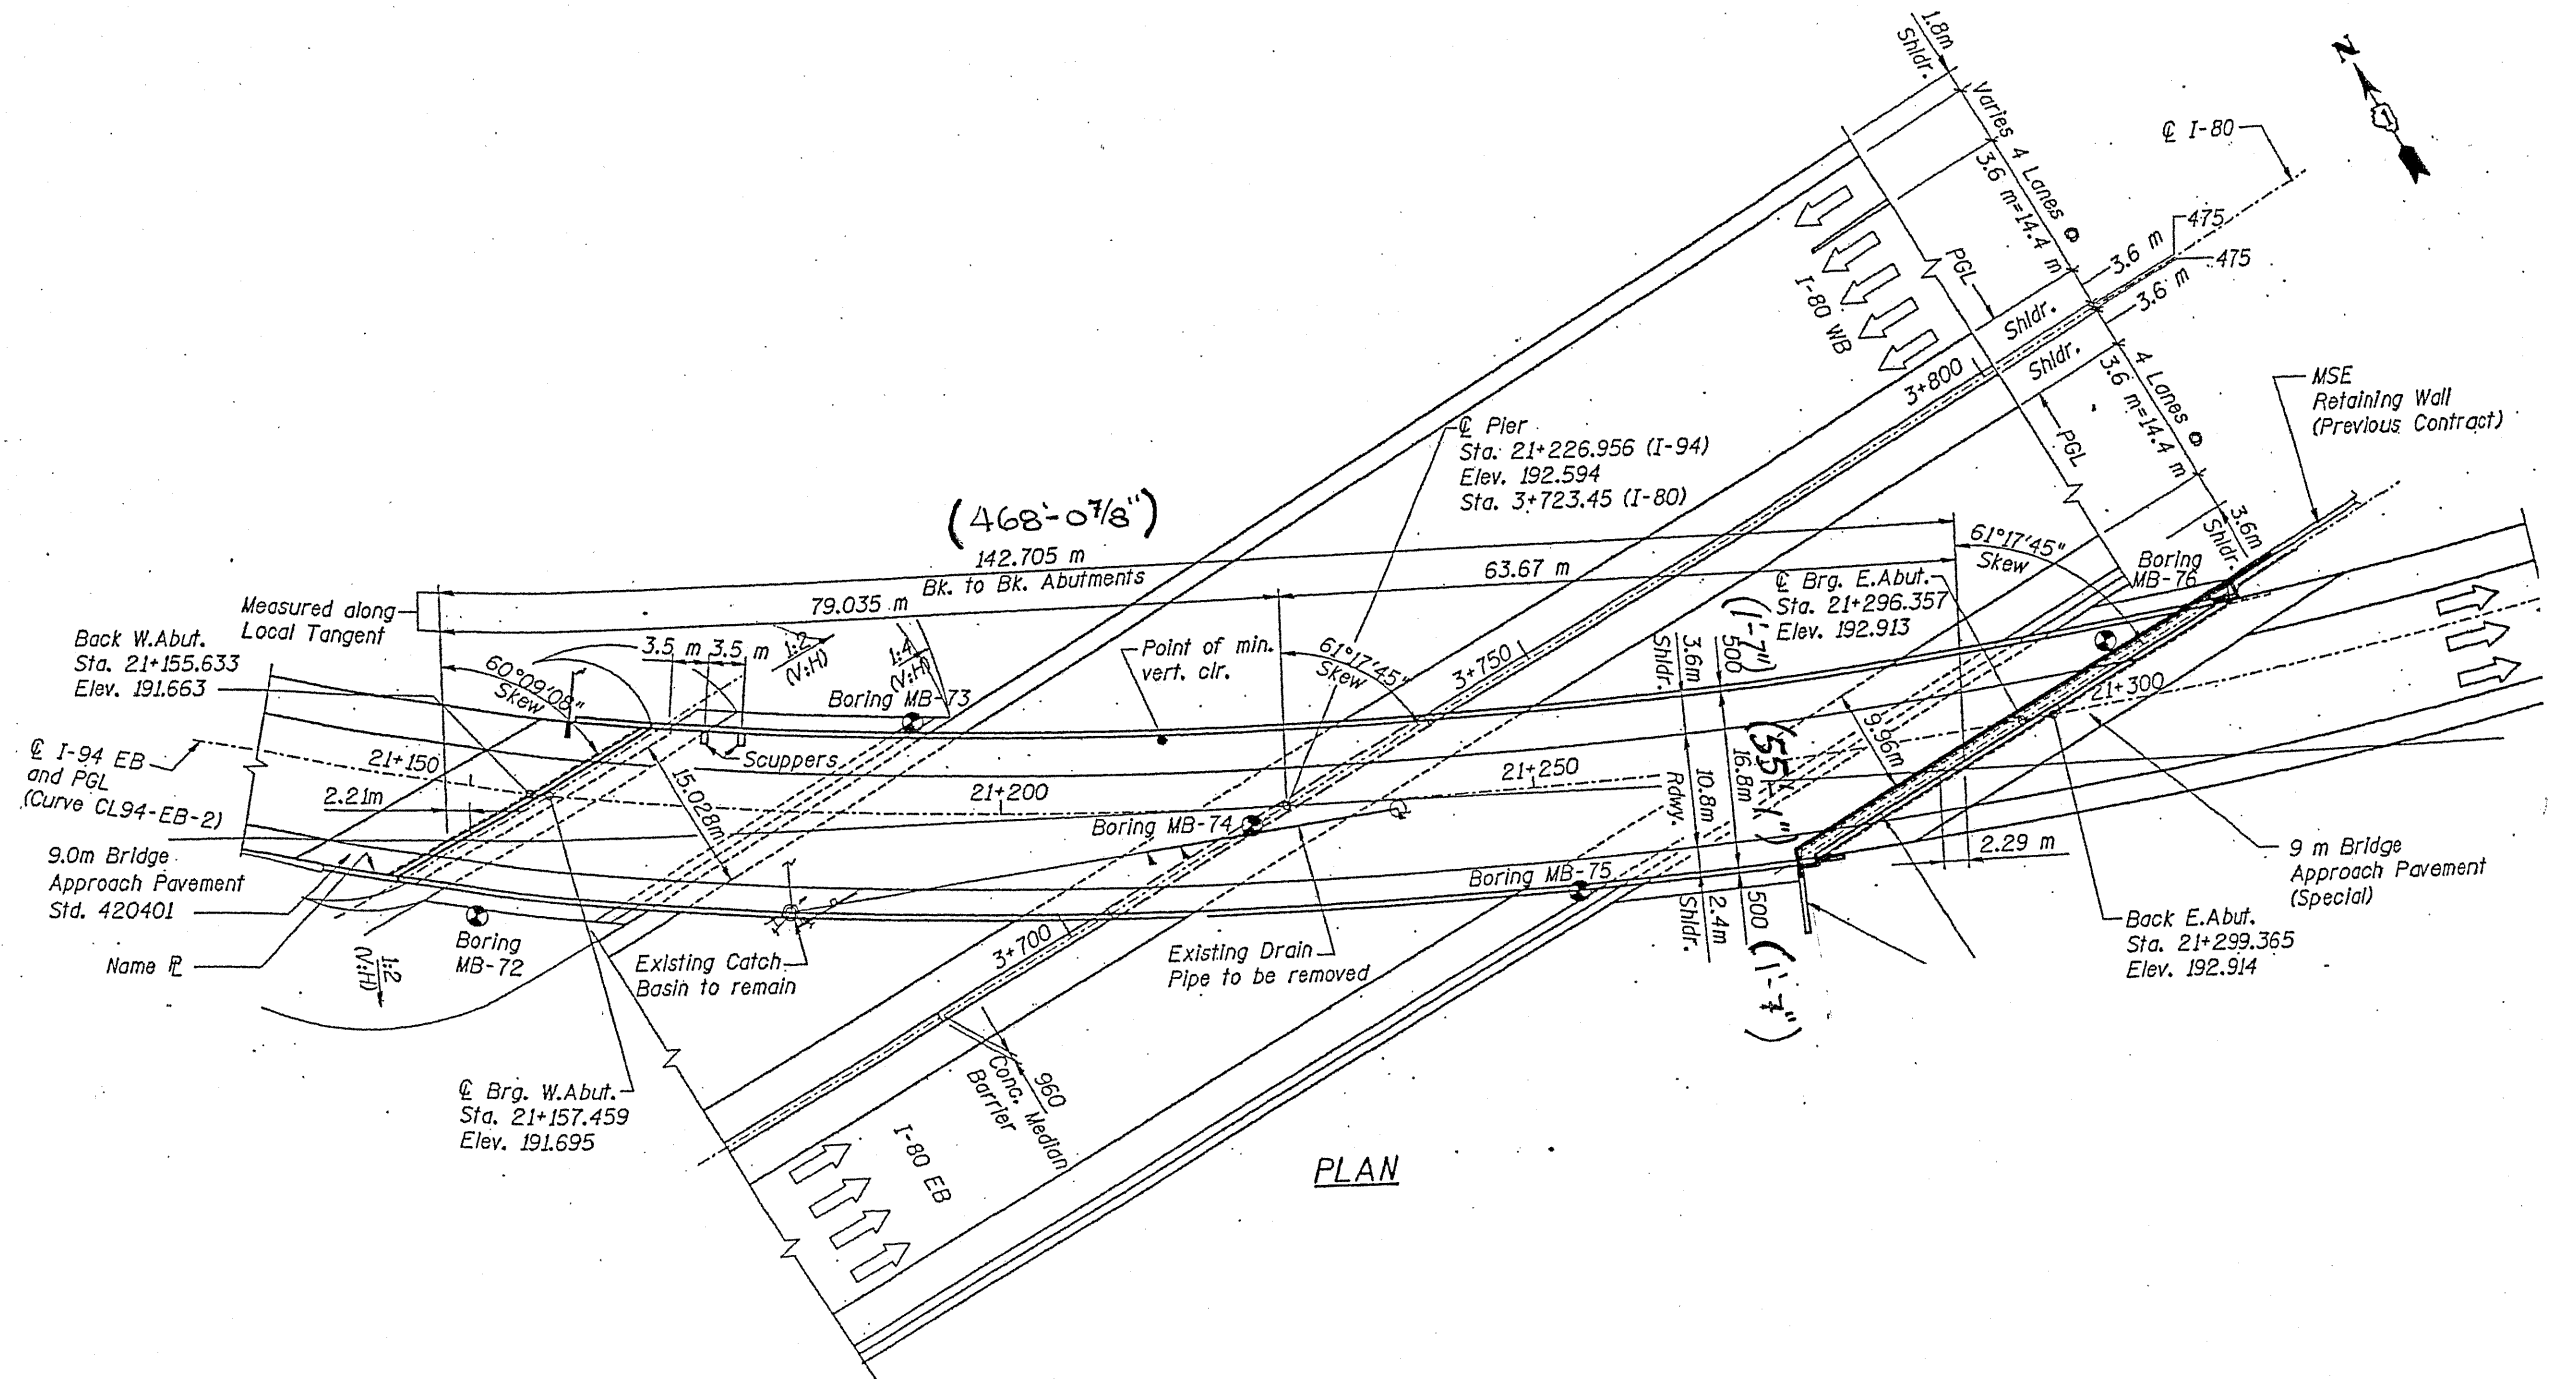 1.8m
Shldr.
Varies
4 Lanes @
3.6 m=14.4 m
N
℄ I-80
3.6 m
475
475
3.6 m
PGL
I-80 WB
Shldr.
Shldr.
3+800
4 Lanes @
3.6 m=14.4 m
PGL
3.6m
Shldr.
MSE
Retaining Wall
(Previous Contract)
℄ Pier
Sta. 21+226.956 (I-94)
Elev. 192.594
Sta. 3+723.45 (I-80)
(468'-0⅞")
142.705 m
Bk. to Bk. Abutments
79.035 m
63.67 m
61°17'45"
Skew
Boring
MB-76
℄ Brg. E.Abut.
Sta. 21+296.357
Elev. 192.913
Measured along
Local Tangent
Back W.Abut.
Sta. 21+155.633
Elev. 191.663
60°09'08"
Skew
3.5 m
3.5 m
1:2
(V:H)
1:4
(V:H)
Boring MB-73
Point of min.
vert. clr.
61°17'45"
Skew
3+750
(1'-7")
500
3.6m
Shldr.
(55'-1")
16.8m
10.8m
Rdwy.
9.96m
21+300
℄ I-94 EB
and PGL
(Curve CL94-EB-2)
21+150
2.21m
Scuppers
15.028m
21+200
21+250
Boring MB-74
Boring MB-75
2.29 m
9 m Bridge
Approach Pavement
(Special)
9.0m Bridge
Approach Pavement
Std. 420401
Name ℙL
Boring
MB-72
1:2
(V:H)
Existing Catch
Basin to remain
3+700
Existing Drain
Pipe to be removed
2.4m
Shldr.
500
(1'-7")
Back E.Abut.
Sta. 21+299.365
Elev. 192.914
℄ Brg. W.Abut.
Sta. 21+157.459
Elev. 191.695
960
Conc. Median
Barrier
I-80 EB
PLAN